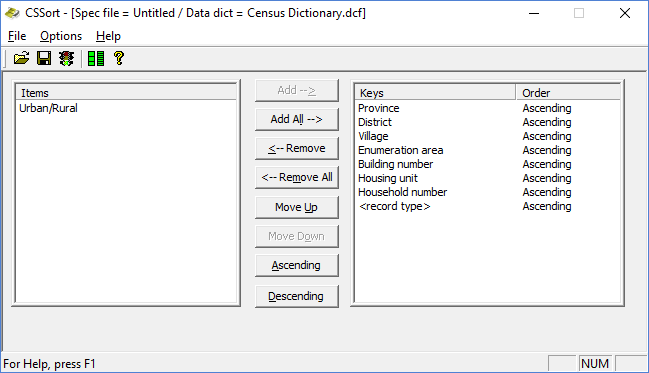 CSSort - [Spec file = Untitled / Data dict = Census Dictionary.dcf]
File Options Help
Items
Urban/Rural
Add -->
Add All -->
<-- Remove
<-- Remove All
Move Up
Move Down
Ascending
Descending
Keys Order
Province Ascending
District Ascending
Village Ascending
Enumeration area Ascending
Building number Ascending
Housing unit Ascending
Household number Ascending
<record type> Ascending
For Help, press F1 NUM